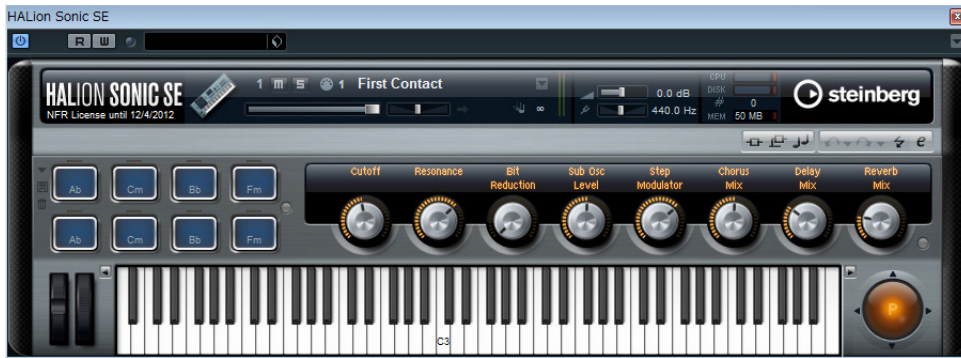 HALion Sonic SE
R W
HALION SONIC SE
NFR License until 12/4/2012
1 m s 1 First Contact
0.0 dB
440.0 Hz
CPU
DISK
# 0
MEM 50 MB
steinberg
e
Cutoff Resonance Bit Reduction Sub Osc Level Step Modulator Chorus Mix Delay Mix Reverb Mix
Ab Cm Bb Fm
Ab Cm Bb Fm
C3
P